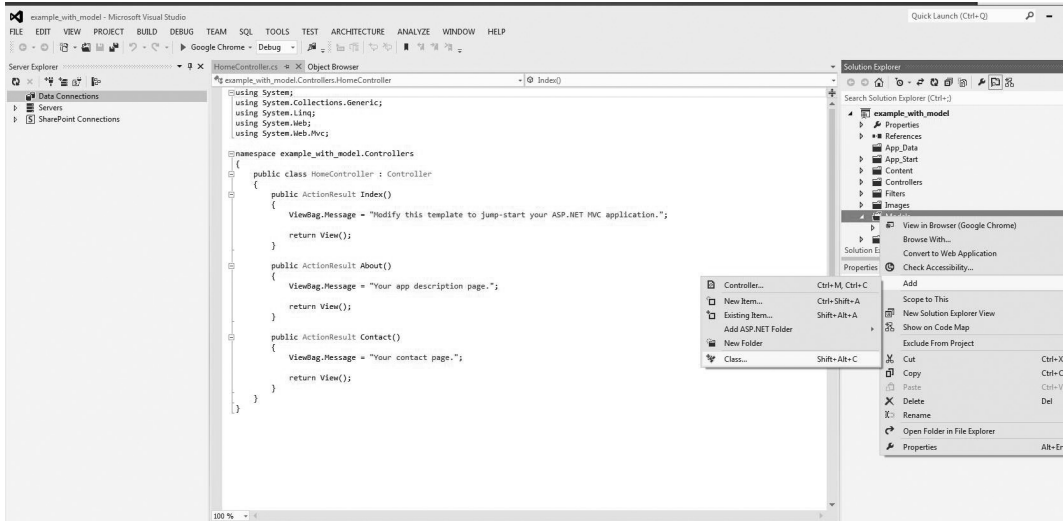 example_with_model - Microsoft Visual Studio
Quick Launch (Ctrl+Q)
FILE EDIT VIEW PROJECT BUILD DEBUG TEAM SQL TOOLS TEST ARCHITECTURE ANALYZE WINDOW HELP
Google Chrome - Debug
Server Explorer
Data Connections
Servers
SharePoint Connections
HomeController.cs Object Browser
example_with_model.Controllers.HomeController
Index()
using System;
using System.Collections.Generic;
using System.Linq;
using System.Web;
using System.Web.Mvc;
namespace example_with_model.Controllers
{
public class HomeController : Controller
{
public ActionResult Index()
{
ViewBag.Message = "Modify this template to jump-start your ASP.NET MVC application.";
return View();
}
public ActionResult About()
{
ViewBag.Message = "Your app description page.";
return View();
}
public ActionResult Contact()
{
ViewBag.Message = "Your contact page.";
return View();
}
}
}
100 %
Solution Explorer
Search Solution Explorer (Ctrl+;)
example_with_model
Properties
References
App_Data
App_Start
Content
Controllers
Filters
Images
Solution E
Properties
View in Browser (Google Chrome)
Browse With...
Convert to Web Application
Check Accessibility...
Add
Scope to This
New Solution Explorer View
Show on Code Map
Exclude From Project
Cut Ctrl+X
Copy Ctrl+C
Paste Ctrl+V
Delete Del
Rename
Open Folder in File Explorer
Properties Alt+En
Controller... Ctrl+M, Ctrl+C
New Item... Ctrl+Shift+A
Existing Item... Shift+Alt+A
Add ASP.NET Folder
New Folder
Class... Shift+Alt+C